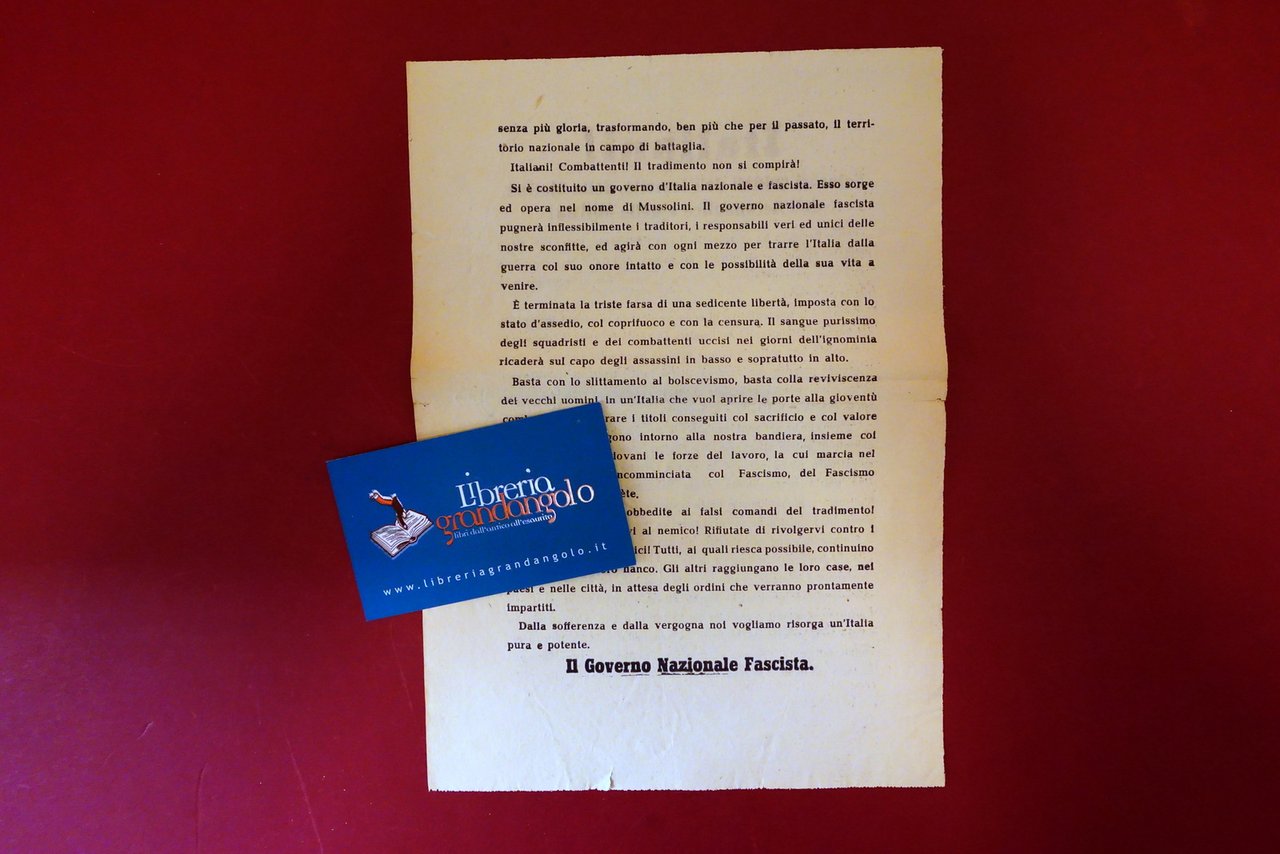 senza più gloria, trasformando, ben più che per il passato, il terri-
torio nazionale in campo di battaglia.
Italiani! Combattenti! Il tradimento non si compirà!
Si è costituito un governo d'Italia nazionale e fascista. Esso sorge
ed opera nel nome di Mussolini. Il governo nazionale fascista
pugnerà inflessibilmente i traditori, i responsabili veri ed unici delle
nostre sconfitte, ed agirà con ogni mezzo per trarre l'Italia dalla
guerra col suo onore intatto e con le possibilità della sua vita a
venire.
È terminata la triste farsa di una sedicente libertà, imposta con lo
stato d'assedio, col coprifuoco e con la censura. Il sangue purissimo
degli squadristi e dei combattenti uccisi nei giorni dell'ignominia
ricaderà sul capo degli assassini in basso e sopratutto in alto.
Basta con lo slittamento al bolscevismo, basta colla reviviscenza
dei vecchi uomini, in un'Italia che vuol aprire le porte alla gioventù
i titoli conseguiti col sacrificio e col valore
intorno alla nostra bandiera, insieme coi
le forze del lavoro, la cui marcia nel
incomminciata col Fascismo, del Fascismo
obbedite ai falsi comandi del tradimento!
al nemico! Rifiutate di rivolgervi contro i
Tutti, ai quali riesca possibile, continuino
fianco. Gli altri raggiungano le loro case, nei
paesi e nelle città, in attesa degli ordini che verranno prontamente
impartiti.
Dalla sofferenza e dalla vergogna noi vogliamo risorga un'Italia
pura e potente.
Il Governo Nazionale Fascista.
Libreria
grandangolo
libri dall'antico all'esaurito
www.libreriagrandangolo.it